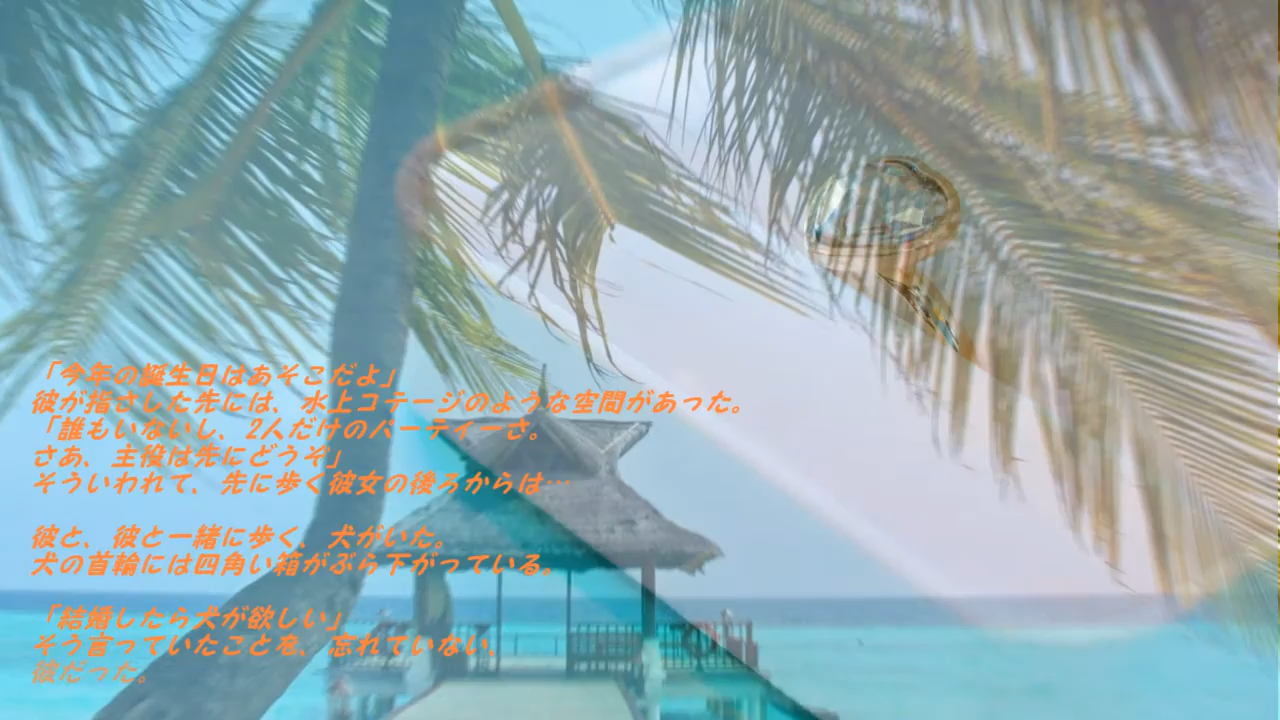 「今年の誕生日はあそこだよ」
彼が指さした先には、水上コテージのような空間があった。
「誰もいないし、2人だけのパーティーさ。
さあ、主役は先にどうぞ」
そういわれて、先に歩く彼女の後ろからは…
彼と、彼と一緒に歩く、犬がいた。
犬の首輪には四角い箱がぶら下がっている。
「結婚したら犬が欲しい」
そう言っていたことを、忘れていない、
彼だった。